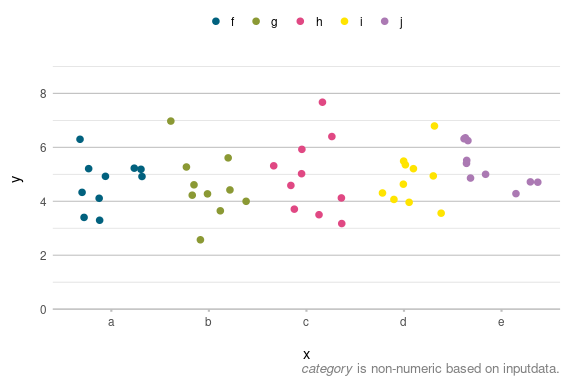 f g h i j
y
8
6
4
2
0
a b c d e
x
category is non-numeric based on inputdata.